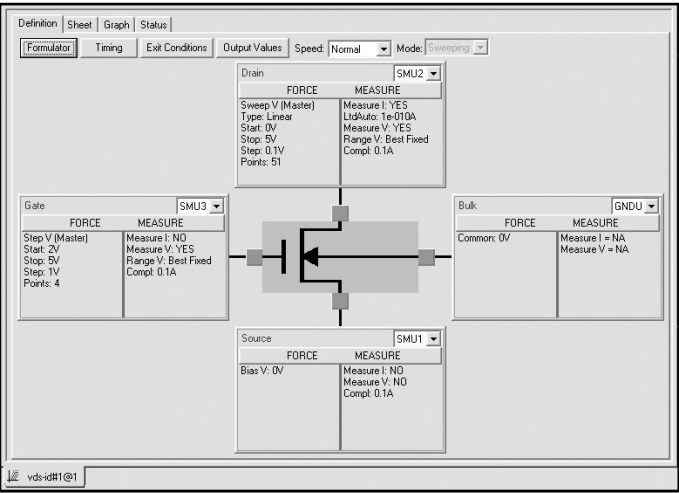 Definition Sheet Graph Status
Formulator Timing Exit Conditions Output Values Speed: Normal Mode: Sweeping
Drain SMU2
FORCE MEASURE
Sweep V (Master) Measure I: YES
Type: Linear LtdAuto: 1e-010A
Start: 0V Measure V: YES
Stop: 5V Range V: Best Fixed
Step: 0.1V Compl: 0.1A
Points: 51
Gate SMU3
FORCE MEASURE
Step V (Master) Measure I: NO
Start: 2V Measure V: YES
Stop: 5V Range V: Best Fixed
Step: 1V Compl: 0.1A
Points: 4
Bulk GNDU
FORCE MEASURE
Common: 0V Measure I = NA
Measure V = NA
Source SMU1
FORCE MEASURE
Bias V: 0V Measure I: NO
Measure V: NO
Compl: 0.1A
vds-id#1@1